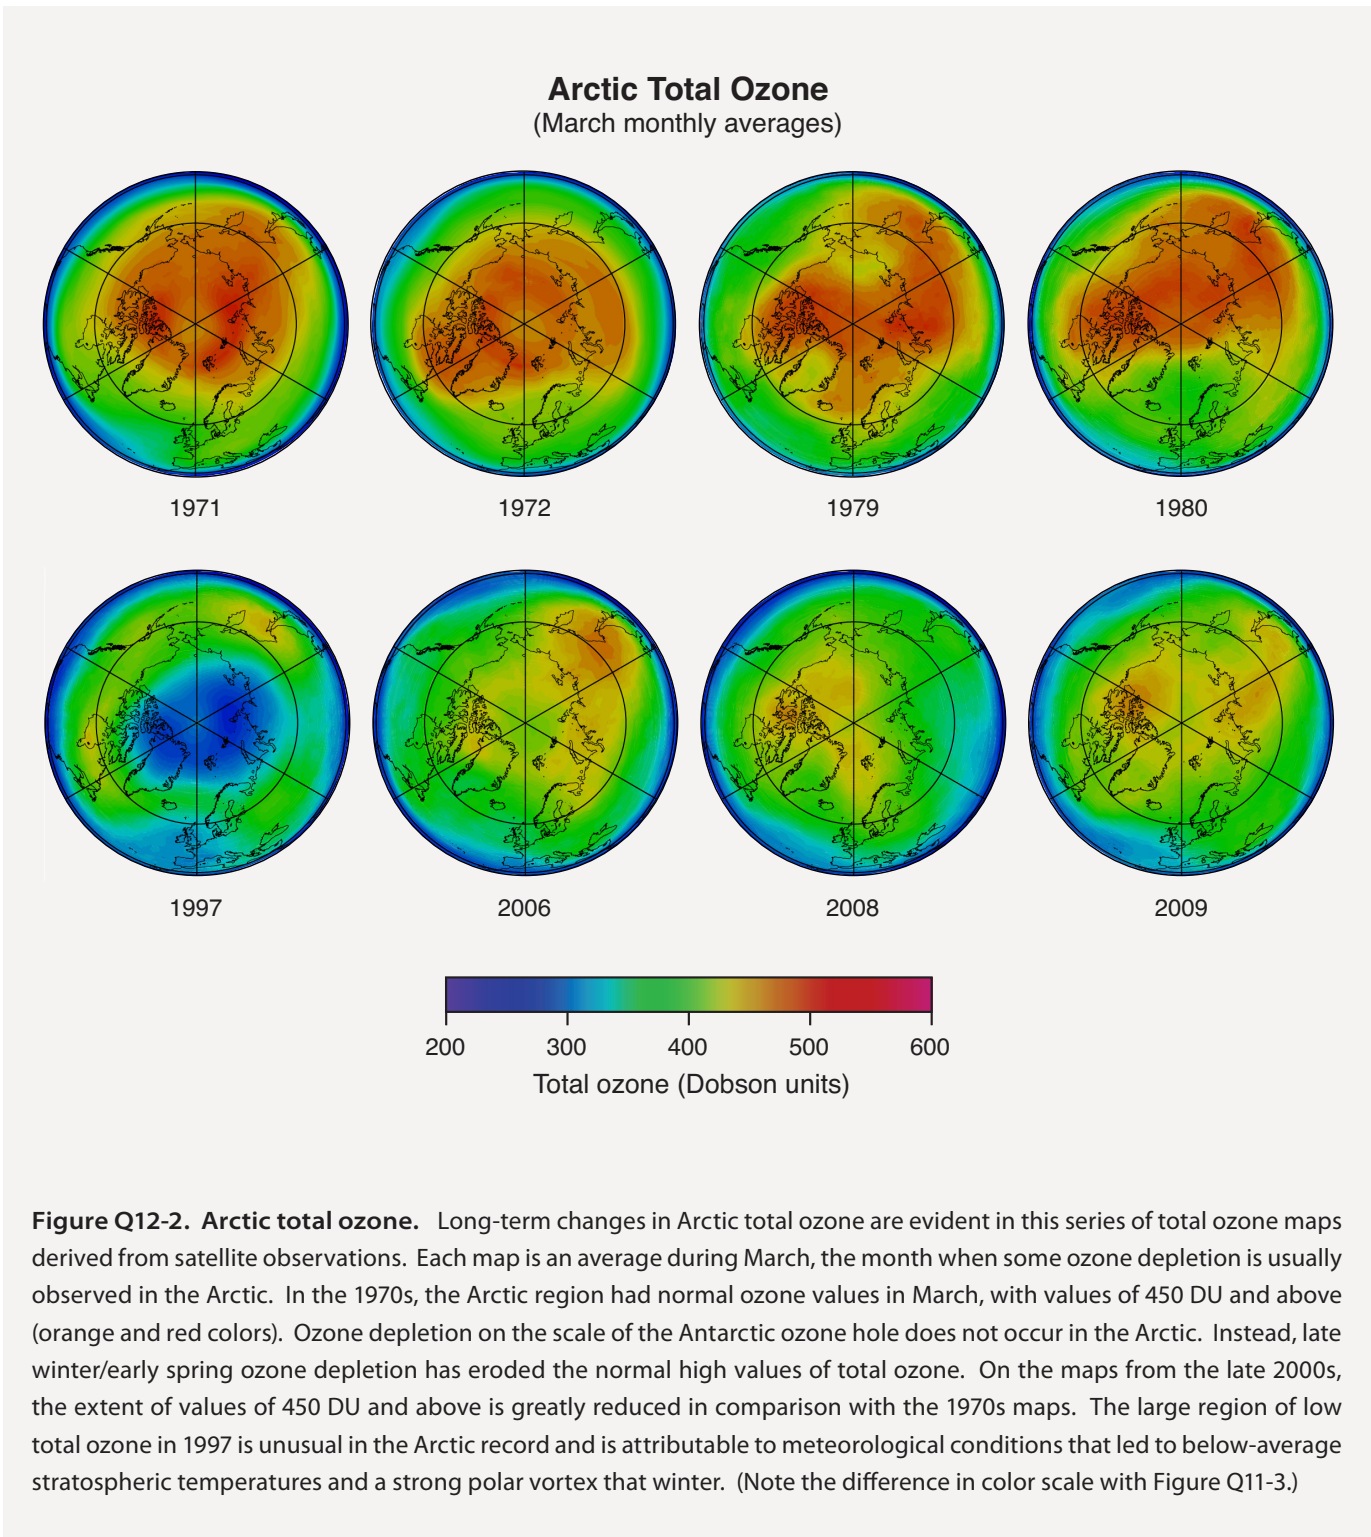 Arctic Total Ozone
(March monthly averages)
1971 1972 1979 1980
1997 2006 2008 2009
200 300 400 500 600
Total ozone (Dobson units)
Figure Q12-2. Arctic total ozone. Long-term changes in Arctic total ozone are evident in this series of total ozone maps
derived from satellite observations. Each map is an average during March, the month when some ozone depletion is usually
observed in the Arctic. In the 1970s, the Arctic region had normal ozone values in March, with values of 450 DU and above
(orange and red colors). Ozone depletion on the scale of the Antarctic ozone hole does not occur in the Arctic. Instead, late
winter/early spring ozone depletion has eroded the normal high values of total ozone. On the maps from the late 2000s,
the extent of values of 450 DU and above is greatly reduced in comparison with the 1970s maps. The large region of low
total ozone in 1997 is unusual in the Arctic record and is attributable to meteorological conditions that led to below-average
stratospheric temperatures and a strong polar vortex that winter. (Note the difference in color scale with Figure Q11-3.)